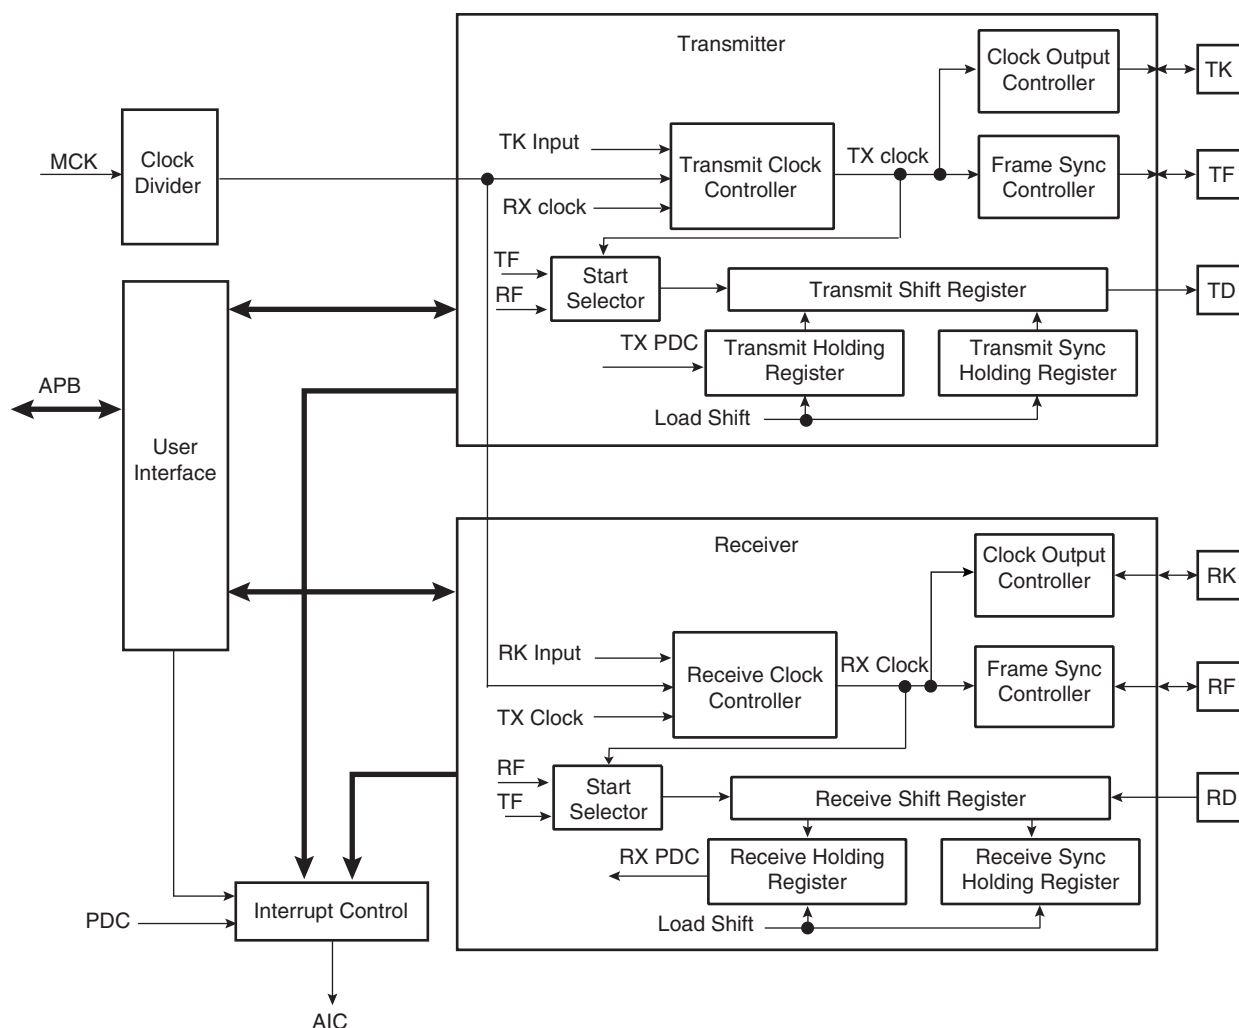 Transmitter
Clock Output
Controller
TK
MCK
Clock
Divider
TK Input
Transmit Clock
Controller
TX clock
Frame Sync
Controller
TF
RX clock
TF
RF
Start
Selector
Transmit Shift Register
TD
TX PDC
Transmit Holding
Register
Transmit Sync
Holding Register
Load Shift
APB
User
Interface
Receiver
Clock Output
Controller
RK
RK Input
Receive Clock
Controller
RX Clock
Frame Sync
Controller
RF
TX Clock
RF
TF
Start
Selector
Receive Shift Register
RD
RX PDC
Receive Holding
Register
Receive Sync
Holding Register
Load Shift
PDC
Interrupt Control
AIC